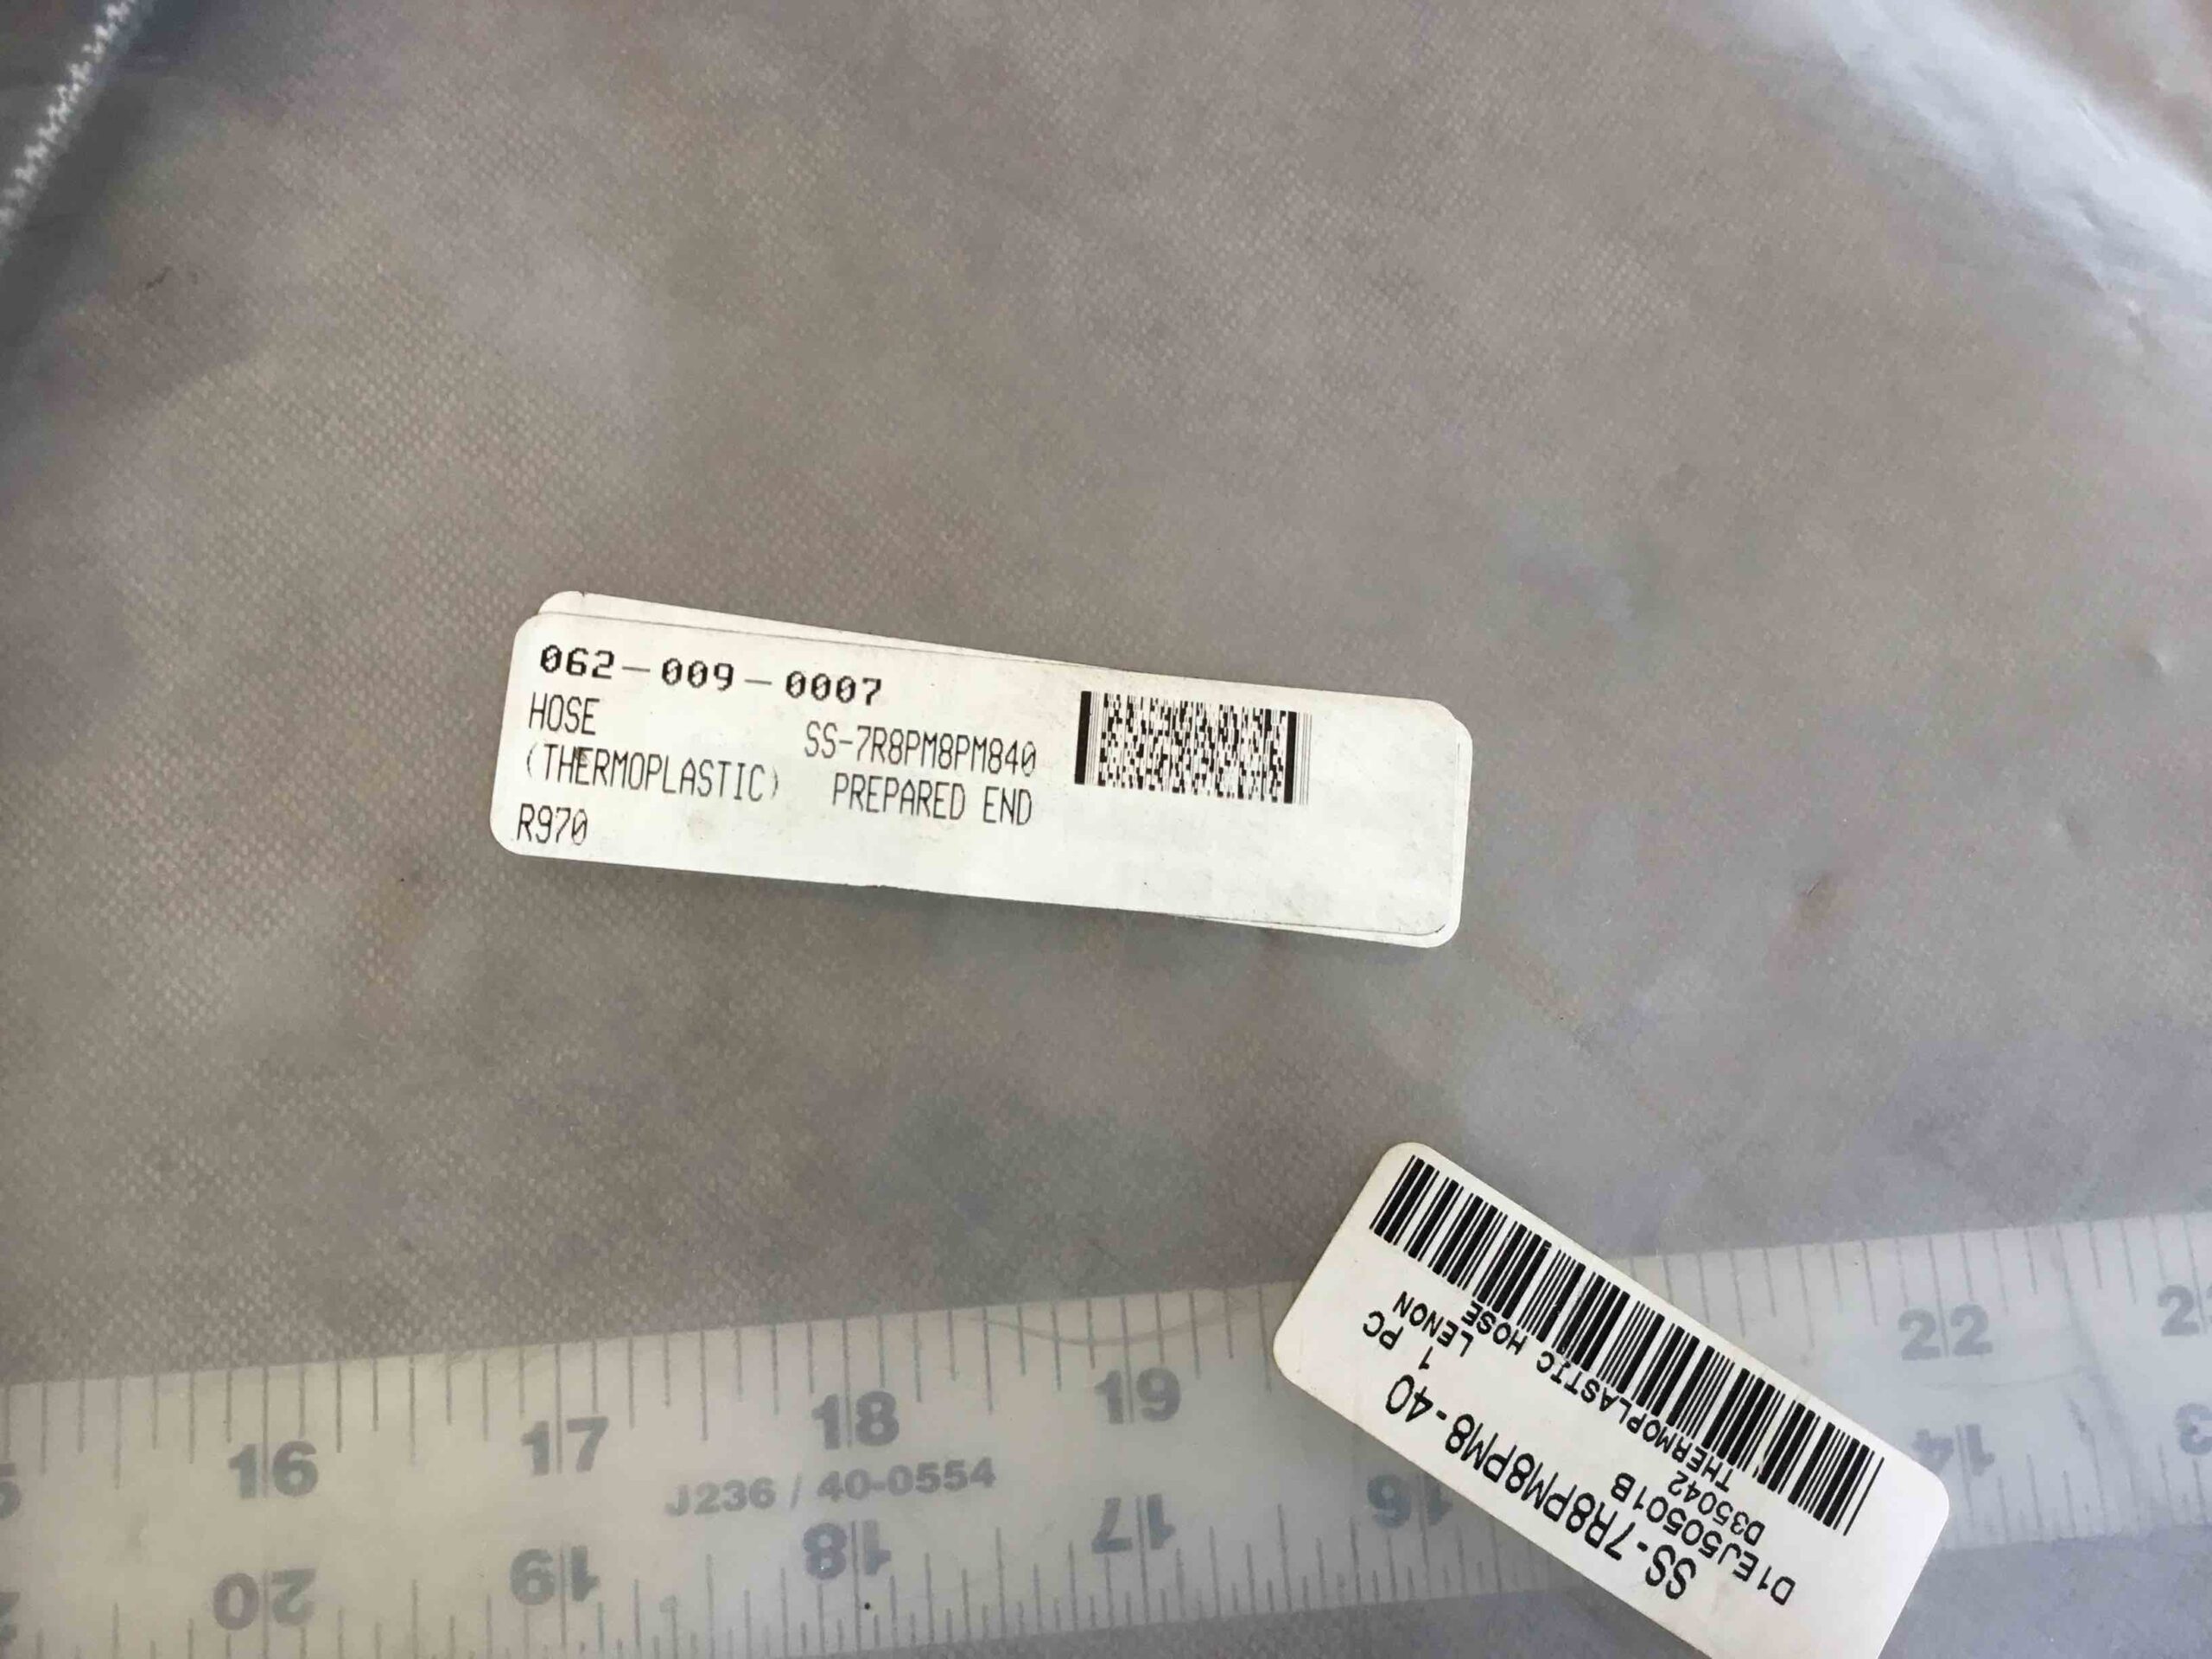 062-009-0007
HOSE
SS-7R8PM8PM840
(THERMOPLASTIC) PREPARED END
R970
SS-7R8PM8PM8-40
1 PC
D1EJ505501B
LENON
D35042
THERMOPLASTIC HOSE
16 17 18 19 22
J236 / 40-0554
20 19 18 17 16 14